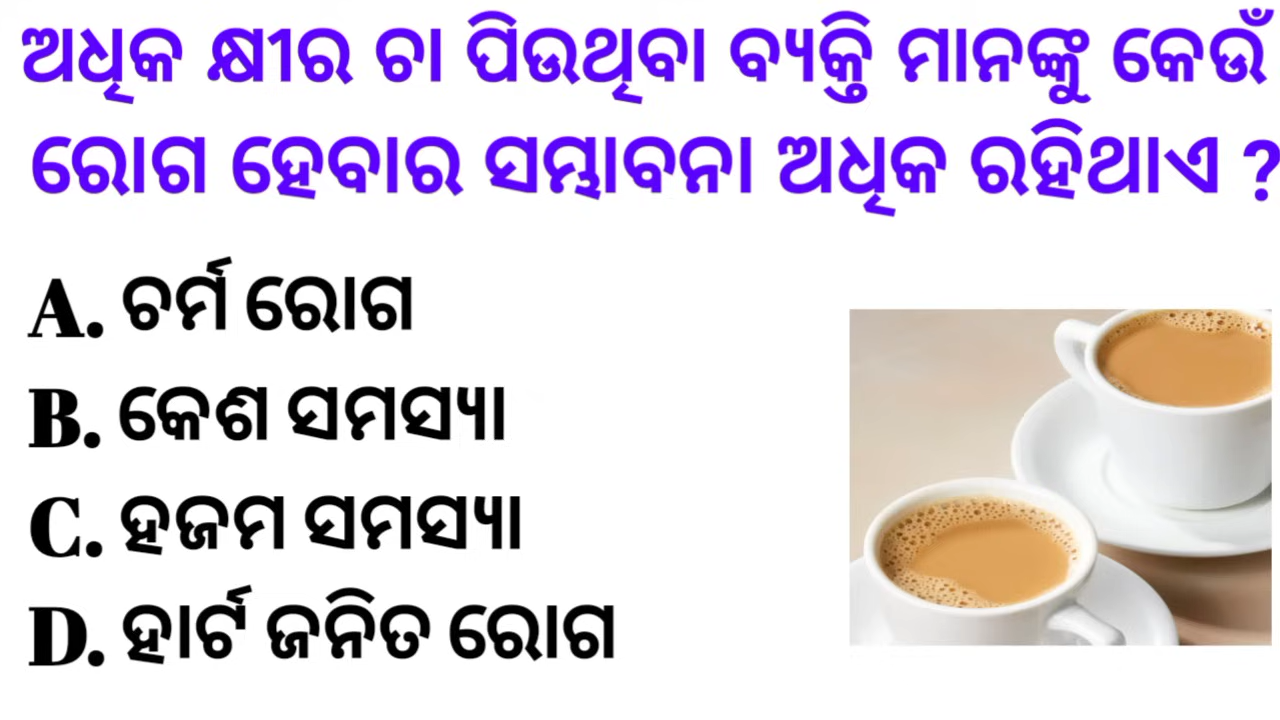 ଅଧିକ କ୍ଷୀର ଚା ପିଉଥିବା ବ୍ୟକ୍ତି ମାନଙ୍କୁ କେଉଁ
ରୋଗ ହେବାର ସମ୍ଭାବନା ଅଧିକ ରହିଥାଏ ?
A. ଚର୍ମ ରୋଗ
B. କେଶ ସମସ୍ୟା
C. ହଜମ ସମସ୍ୟା
D. ହାର୍ଟ ଜନିତ ରୋଗ